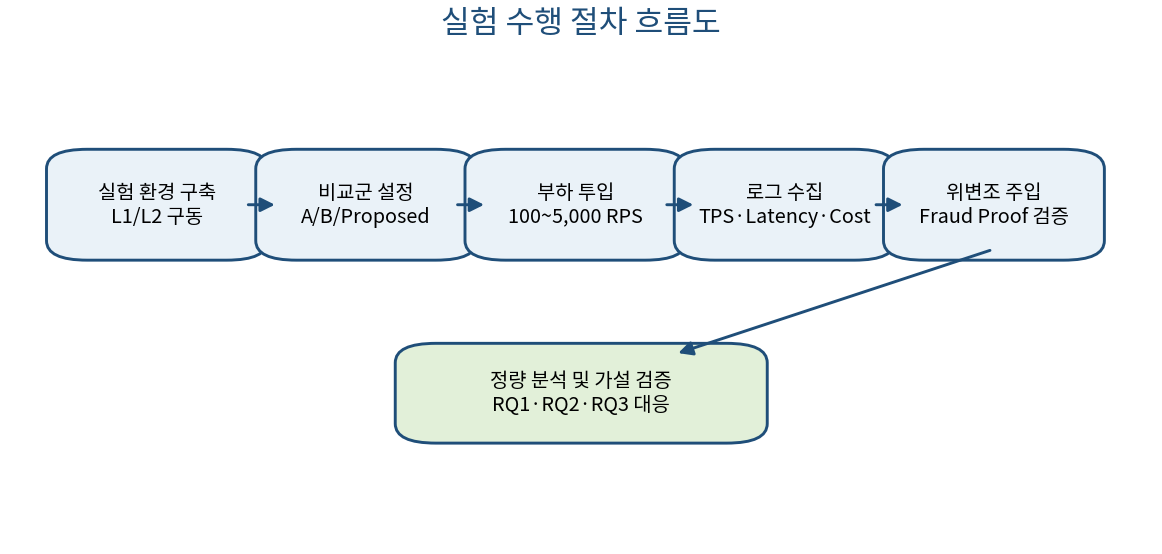 실험 수행 절차 흐름도
실험 환경 구축
L1/L2 구동
비교군 설정
A/B/Proposed
부하 투입
100~5,000 RPS
로그 수집
TPS·Latency·Cost
위변조 주입
Fraud Proof 검증
정량 분석 및 가설 검증
RQ1·RQ2·RQ3 대응